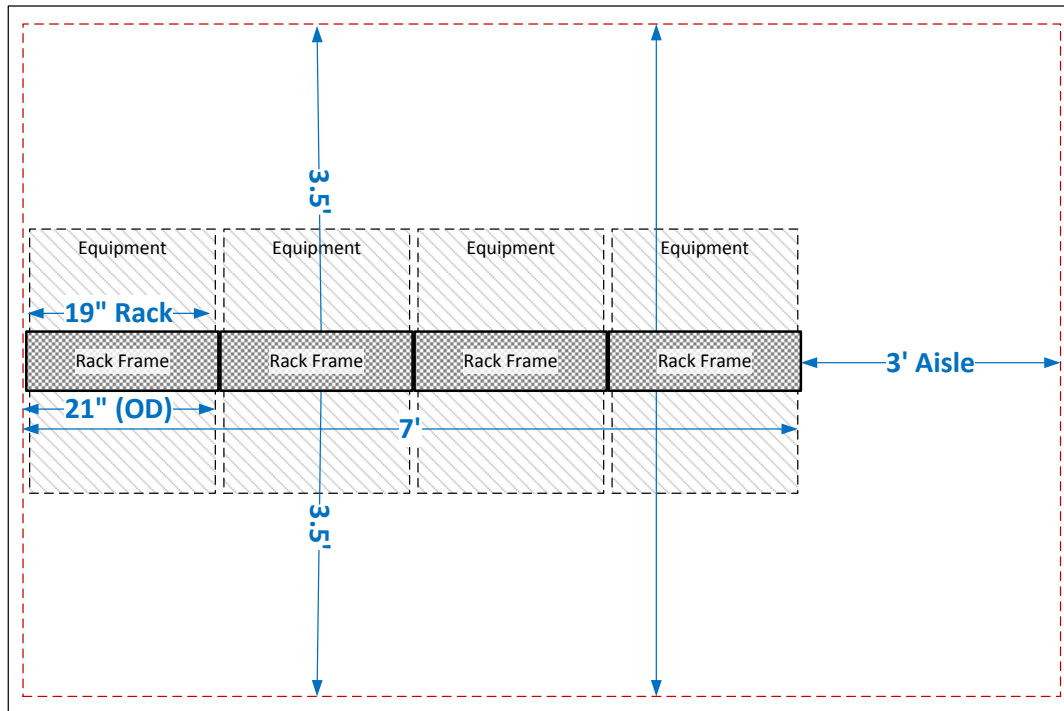 3.5'
Equipment
Equipment
Equipment
Equipment
19" Rack
Rack Frame
Rack Frame
Rack Frame
Rack Frame
3' Aisle
21" (OD)
7'
3.5'